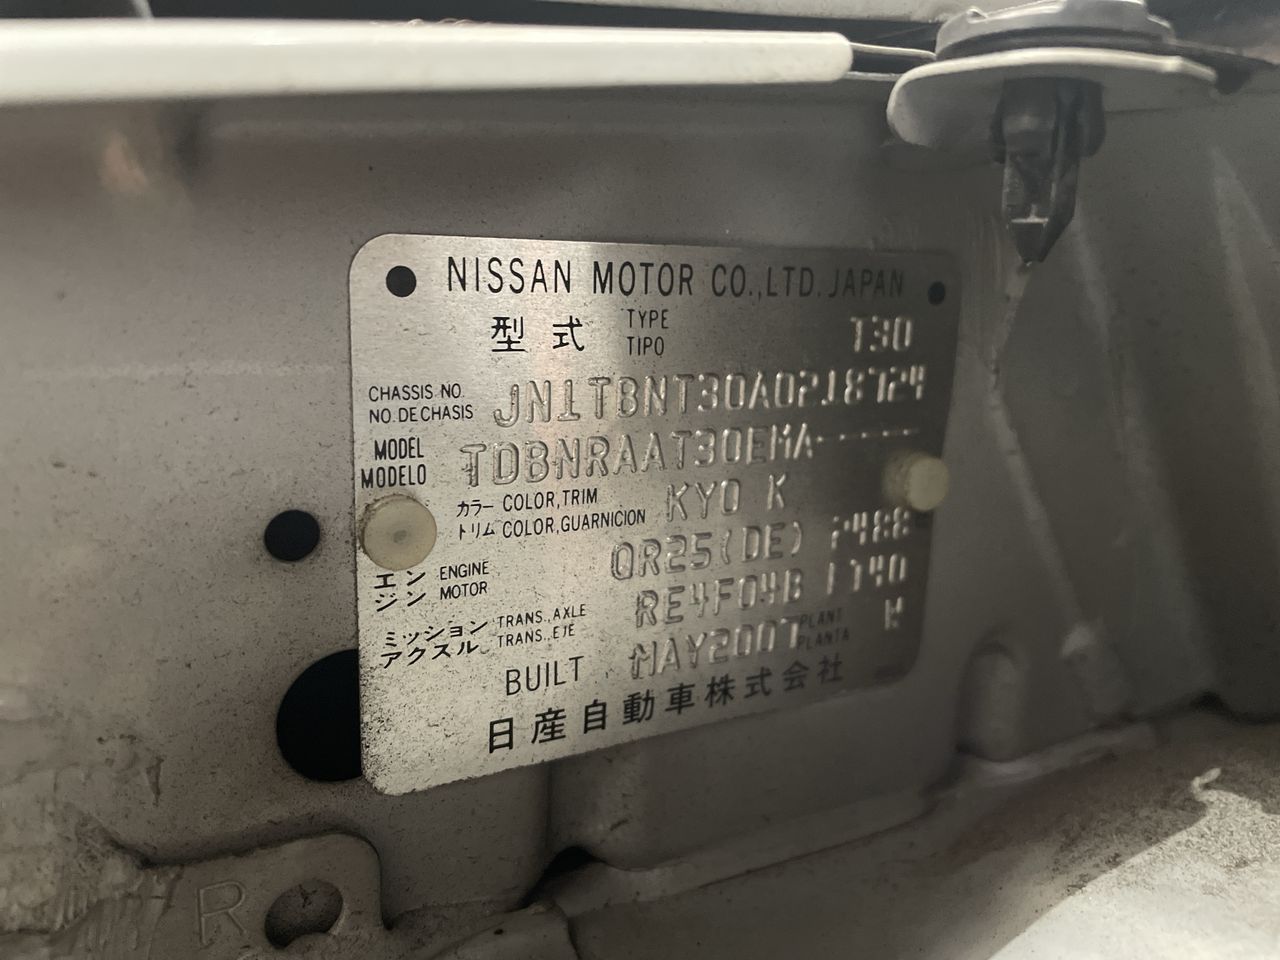 NISSAN MOTOR CO.,LTD. JAPAN
型式 TYPE TIPO T30
CHASSIS NO. NO. DE CHASIS JN1TBNT30A0218724
MODEL MODELO TDBNRAAT30EMA-----
カラー COLOR,TRIM トリム COLOR,GUARNICION KY0 K
エンジン ENGINE MOTOR QR25(DE) 2488
ミッション TRANS.,AXLE アクスル TRANS.,EJE RE4F04B 1140
BUILT MAY2007 PLANT PLANTA
日産自動車株式会社
R